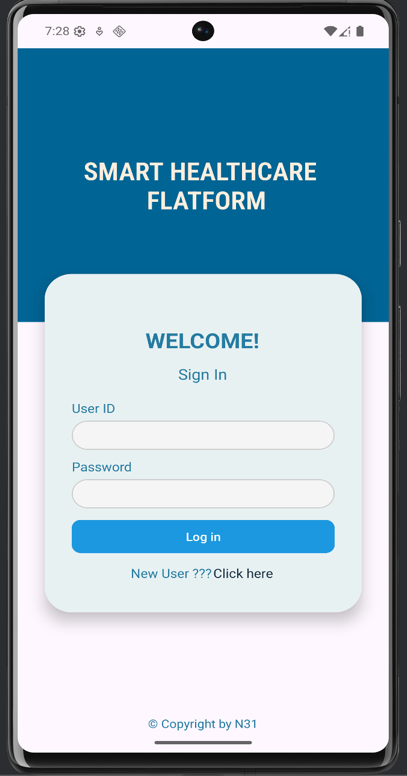 7:28
SMART HEALTHCARE
FLATFORM
WELCOME!
Sign In
User ID
Password
Log in
New User ???Click here
© Copyright by N31